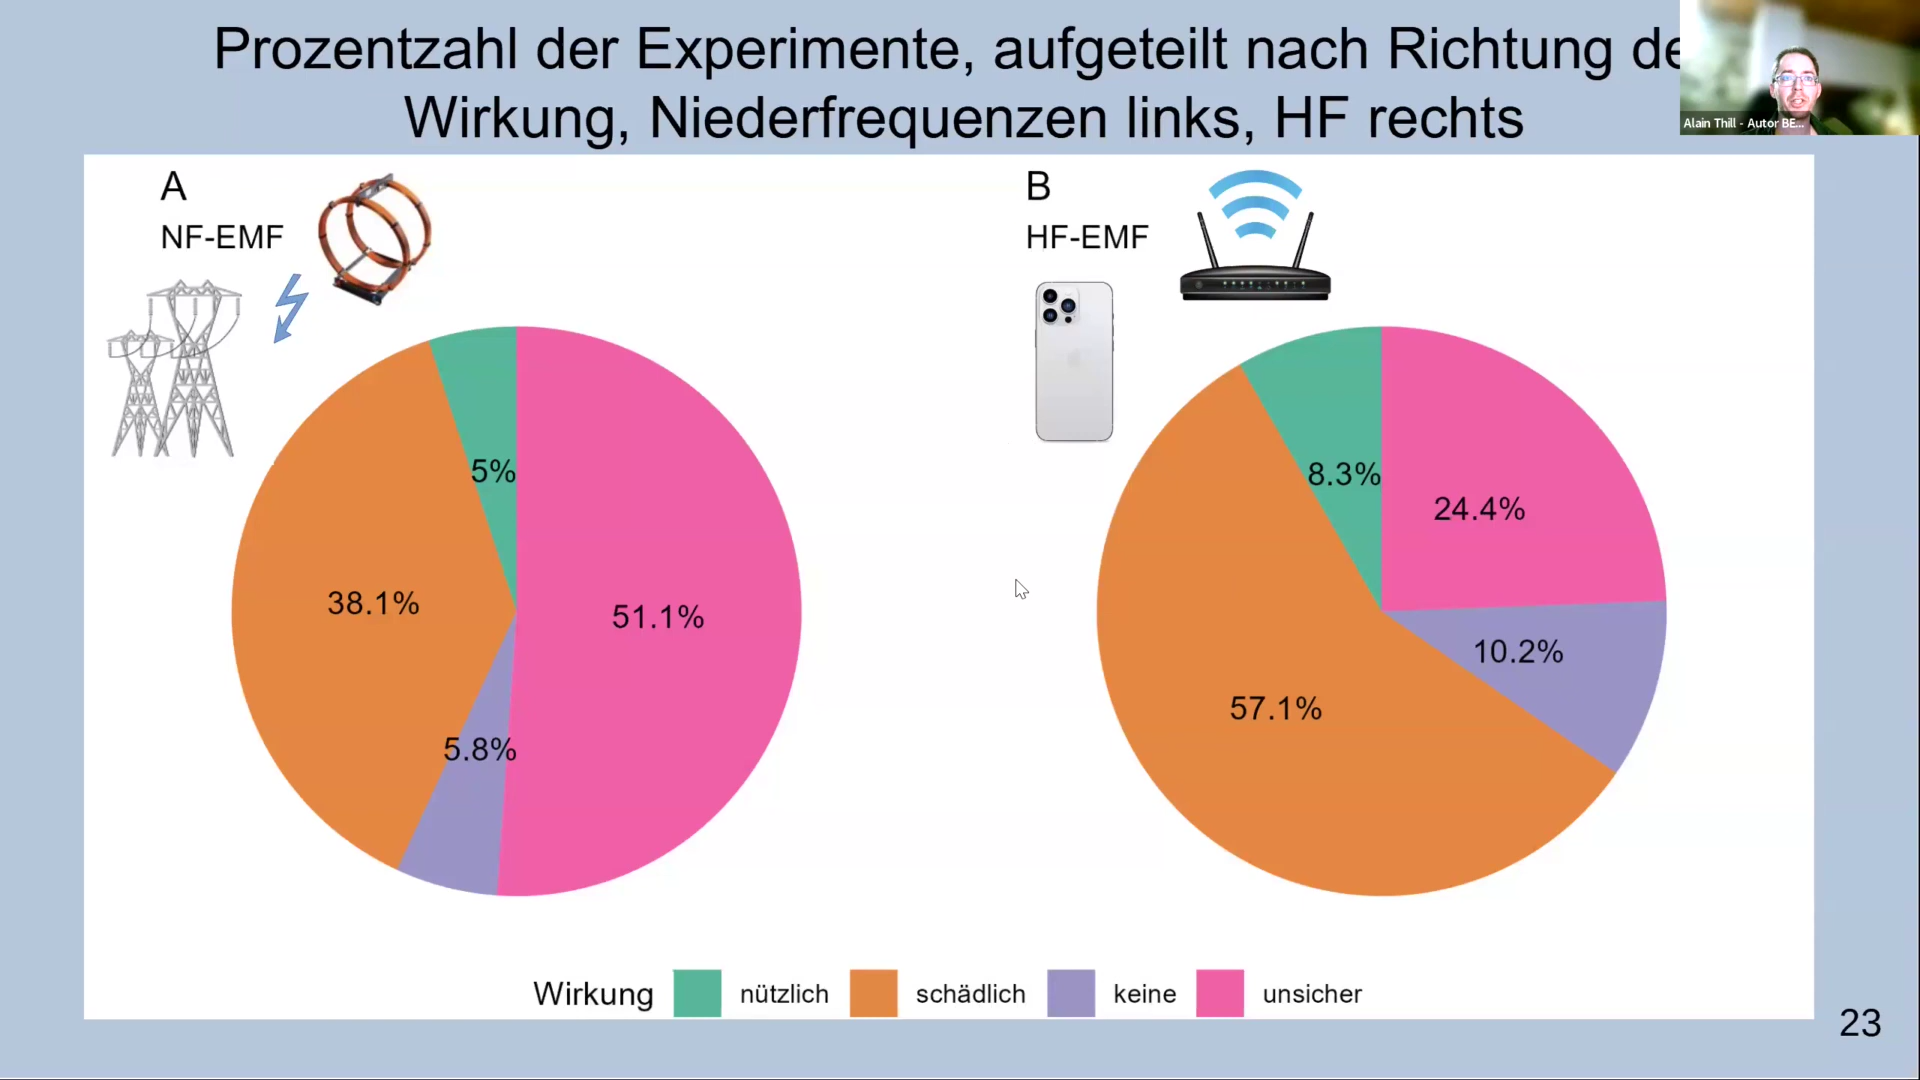 Prozentzahl der Experimente, aufgeteilt nach Richtung de
Wirkung, Niederfrequenzen links, HF rechts
Alain Thill - Autor BE...
A
NF-EMF
5%
38.1%
51.1%
5.8%
B
HF-EMF
8.3%
24.4%
10.2%
57.1%
Wirkung nützlich schädlich keine unsicher
23